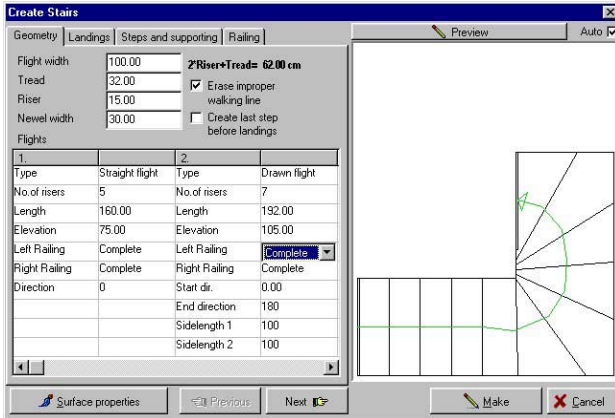 Create Stairs
Geometry Landings Steps and supporting Railing
Preview Auto
Flight width 100.00 2*Riser+Tread= 62.00 cm
Tread 32.00 Erase improper walking line
Riser 15.00
Newel width 30.00 Create last step before landings
Flights
1. 2.
Type Straight flight Type Drawn flight
No.of risers 5 No.of risers 7
Length 160.00 Length 192.00
Elevation 75.00 Elevation 105.00
Left Railing Complete Left Railing Complete
Right Railing Complete Right Railing Complete
Direction 0 Start dir. 0.00
End direction 180
Sidelength 1 100
Sidelength 2 100
Surface properties Previous Next Make Cancel